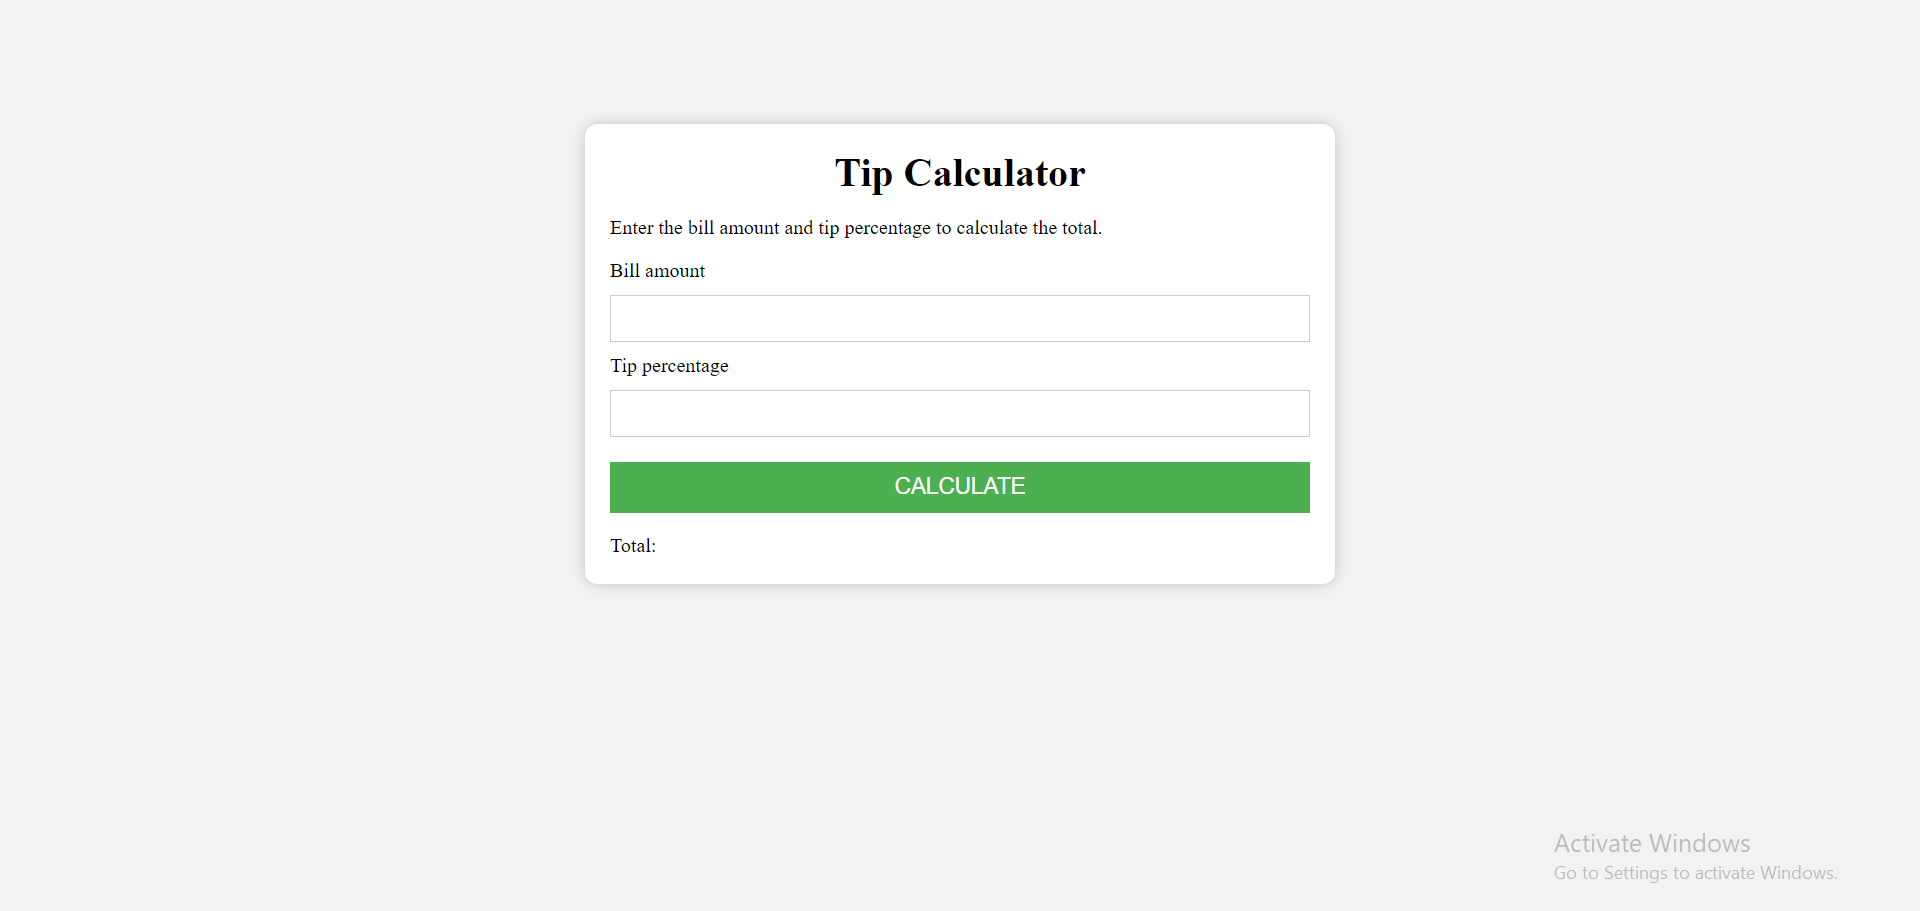 Tip Calculator
Enter the bill amount and tip percentage to calculate the total.
Bill amount
Tip percentage
CALCULATE
Total:
Activate Windows
Go to Settings to activate Windows.